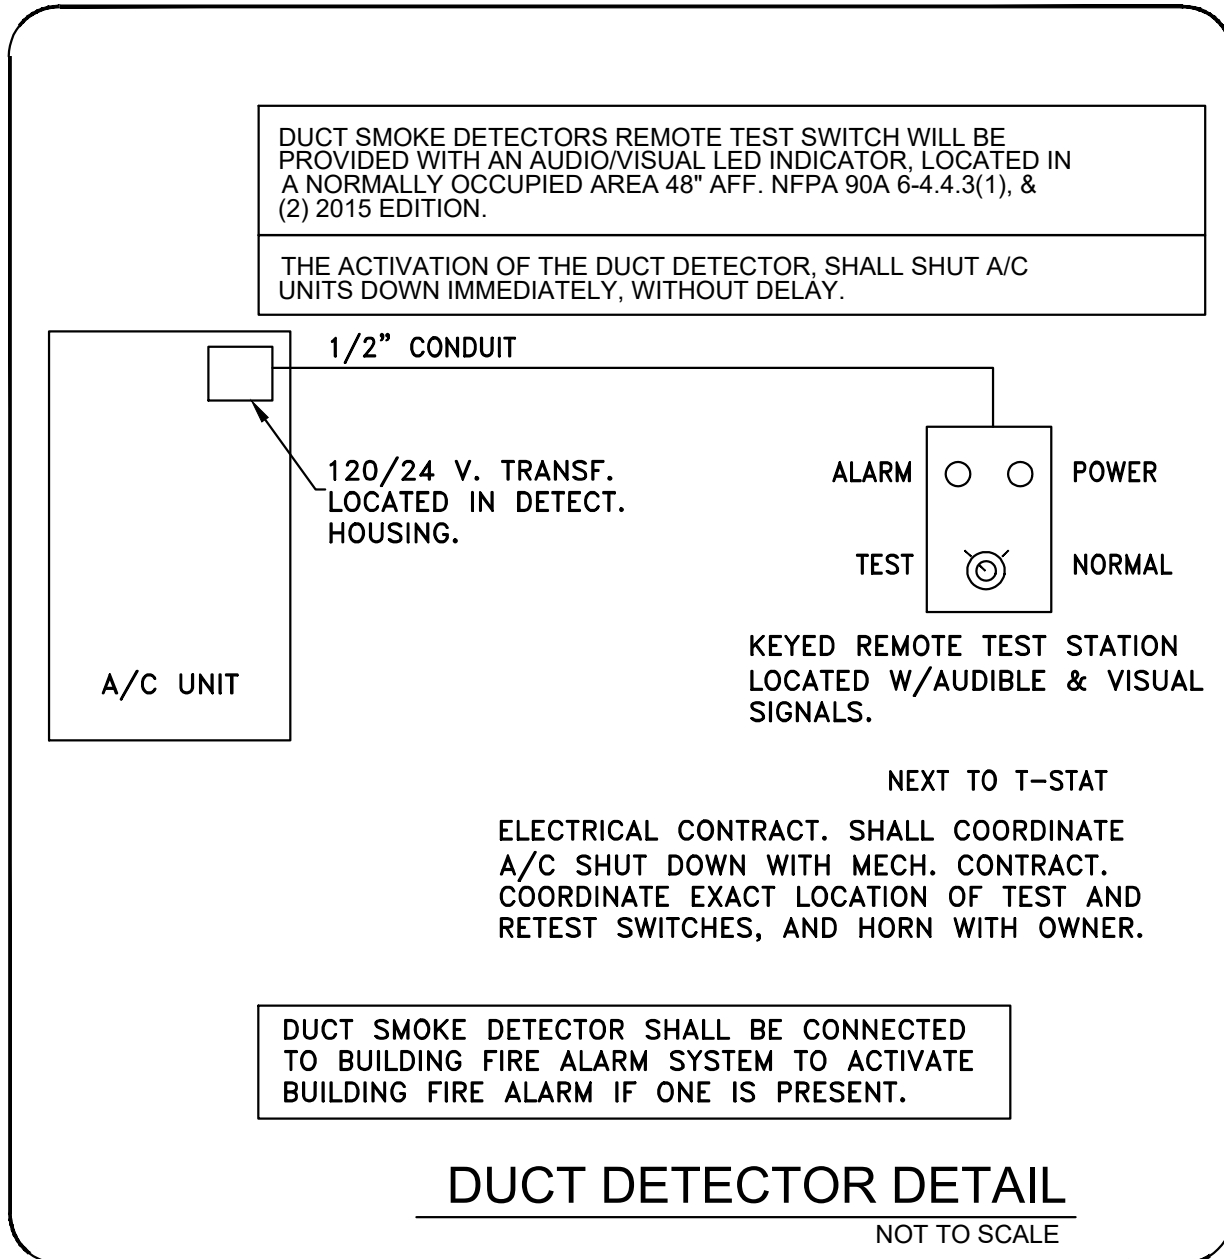 DUCT SMOKE DETECTORS REMOTE TEST SWITCH WILL BE
PROVIDED WITH AN AUDIO/VISUAL LED INDICATOR, LOCATED IN
A NORMALLY OCCUPIED AREA 48" AFF. NFPA 90A 6-4.4.3(1), &
(2) 2015 EDITION.
THE ACTIVATION OF THE DUCT DETECTOR, SHALL SHUT A/C
UNITS DOWN IMMEDIATELY, WITHOUT DELAY.
1/2" CONDUIT
120/24 V. TRANSF.
LOCATED IN DETECT.
HOUSING.
A/C UNIT
ALARM
POWER
TEST
NORMAL
KEYED REMOTE TEST STATION
LOCATED W/AUDIBLE & VISUAL
SIGNALS.
NEXT TO T-STAT
ELECTRICAL CONTRACT. SHALL COORDINATE
A/C SHUT DOWN WITH MECH. CONTRACT.
COORDINATE EXACT LOCATION OF TEST AND
RETEST SWITCHES, AND HORN WITH OWNER.
DUCT SMOKE DETECTOR SHALL BE CONNECTED
TO BUILDING FIRE ALARM SYSTEM TO ACTIVATE
BUILDING FIRE ALARM IF ONE IS PRESENT.
DUCT DETECTOR DETAIL
NOT TO SCALE